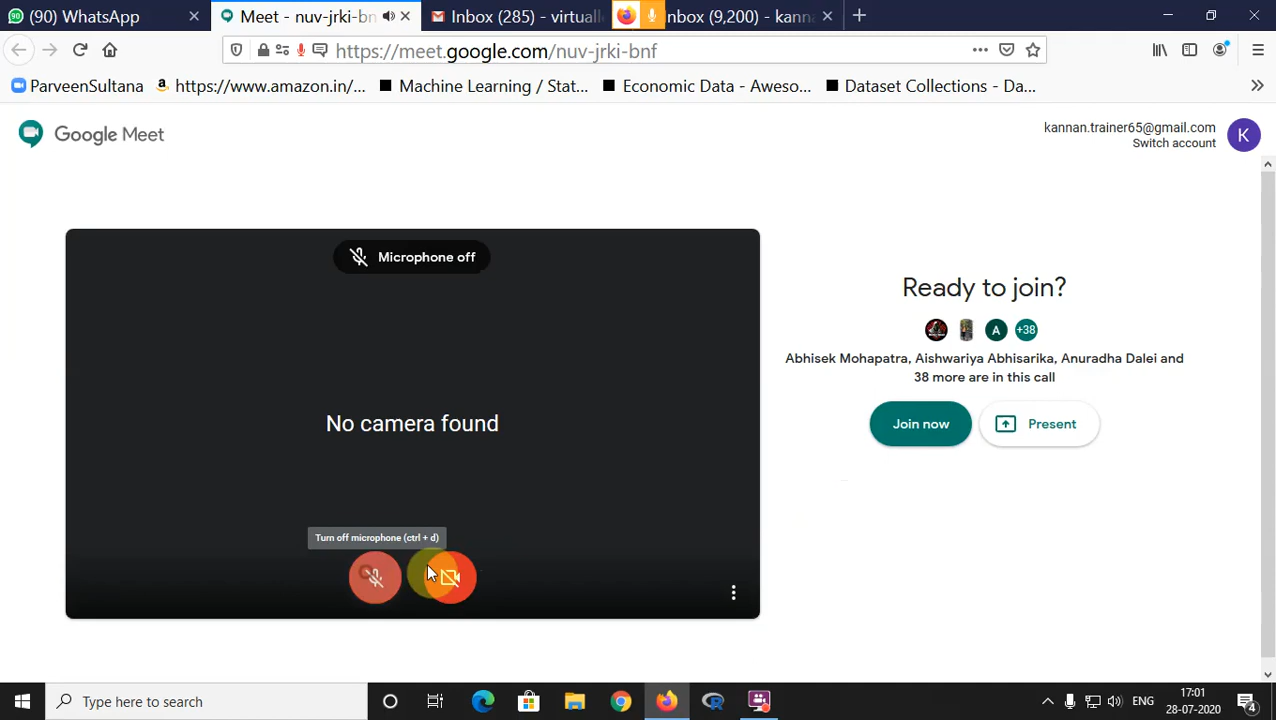 (90) WhatsApp
Meet - nuv-jrki-bn
Inbox (285) - virtuall
nbox (9,200) - kann
https://meet.google.com/nuv-jrki-bnf
ParveenSultana
https://www.amazon.in/...
Machine Learning / Stat...
Economic Data - Aweso...
Dataset Collections - Da...
Google Meet
kannan.trainer65@gmail.com
Switch account
K
Microphone off
Ready to join?
A
+38
Abhisek Mohapatra, Aishwariya Abhisarika, Anuradha Dalei and
38 more are in this call
No camera found
Join now
Present
Turn off microphone (ctrl + d)
Type here to search
ENG
17:01
28-07-2020
4